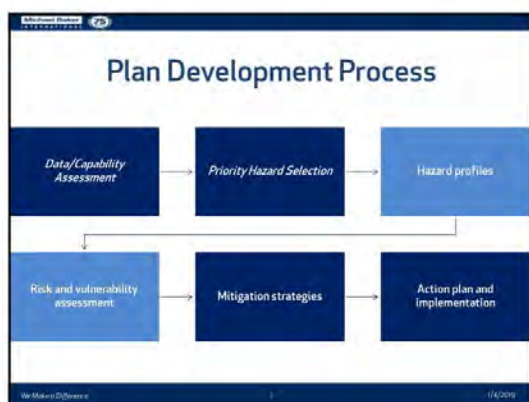 Michael Baker
INTERNATIONAL
75
Plan Development Process
Data/Capability
Assessment
Priority Hazard Selection
Hazard profiles
Risk and vulnerability
assessment
Mitigation strategies
Action plan and
implementation
We Make a Difference